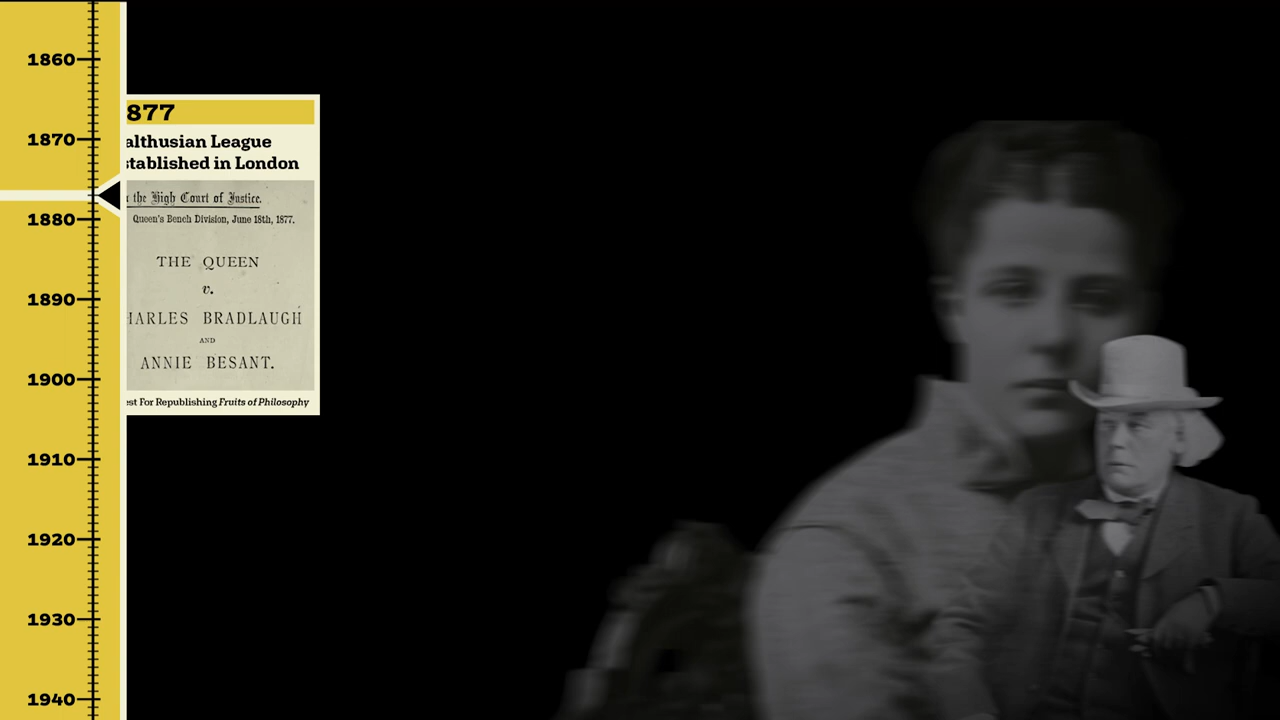 1860
1870
1880
1890
1900
1910
1920
1930
1940
877
althusian League
stablished in London
the High Court of Justice.
Queen's Bench Division, June 18th, 1877.
THE QUEEN
v.
HARLES BRADLAUGH
AND
ANNIE BESANT.
est For Republishing Fruits of Philosophy